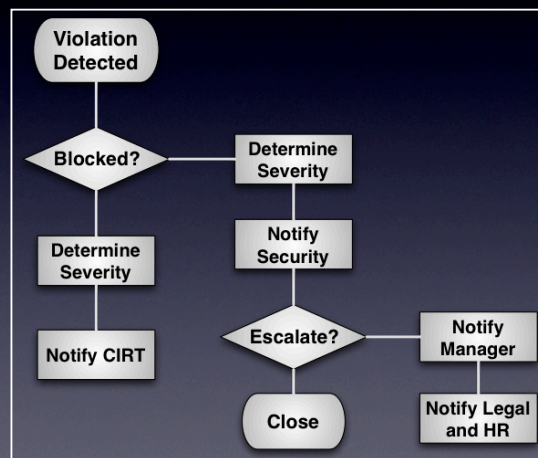 Violation
Detected
Blocked?
Determine
Severity
Notify CIRT
Determine
Severity
Notify
Security
Escalate?
Close
Notify
Manager
Notify Legal
and HR